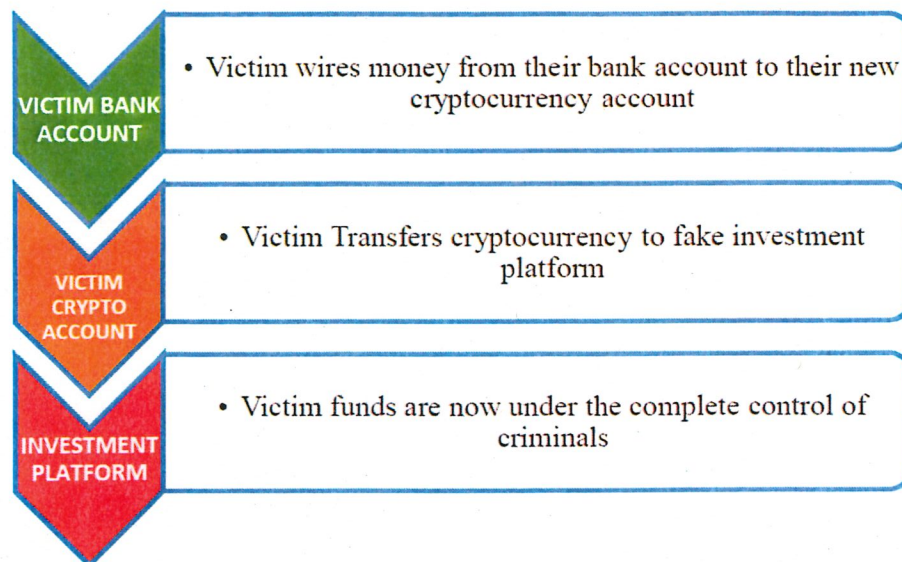 VICTIM BANK
ACCOUNT
• Victim wires money from their bank account to their new
cryptocurrency account
VICTIM
CRYPTO
ACCOUNT
• Victim Transfers cryptocurrency to fake investment
platform
INVESTMENT
PLATFORM
• Victim funds are now under the complete control of
criminals